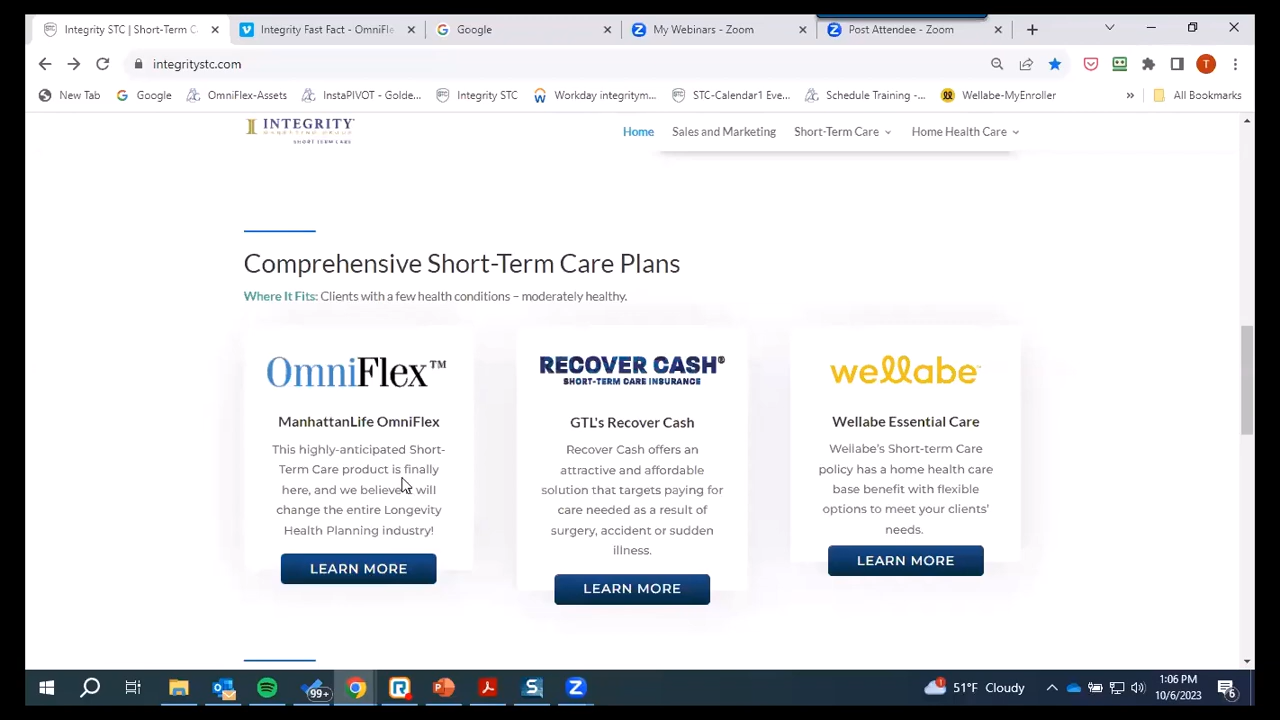 Integrity STC | Short-Term C
Integrity Fast Fact - OmniFle
Google
My Webinars - Zoom
Post Attendee - Zoom
integritystc.com
T
New Tab
Google
OmniFlex-Assets
InstaPIVOT - Golde...
Integrity STC
Workday integritym...
STC-Calendar1 Eve...
Schedule Training -...
Wellabe-MyEnroller
»
All Bookmarks
INTEGRITY
MARKETING GROUP
SHORT TERM CARE
Home
Sales and Marketing
Short-Term Care
Home Health Care
Comprehensive Short-Term Care Plans
Where It Fits: Clients with a few health conditions – moderately healthy.
OmniFlex™
ManhattanLife OmniFlex
This highly-anticipated Short-
Term Care product is finally
here, and we believe will
change the entire Longevity
Health Planning industry!
LEARN MORE
RECOVER CASH®
SHORT-TERM CARE INSURANCE
GTL's Recover Cash
Recover Cash offers an
attractive and affordable
solution that targets paying for
care needed as a result of
surgery, accident or sudden
illness.
LEARN MORE
wellabe
Wellabe Essential Care
Wellabe's Short-term Care
policy has a home health care
base benefit with flexible
options to meet your clients'
needs.
LEARN MORE
99+
51°F Cloudy
1:06 PM
10/6/2023
6